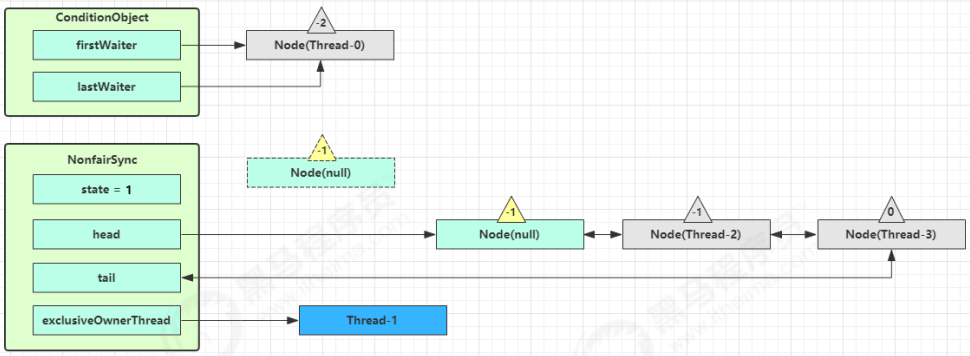 ConditionObject
-2
firstWaiter
Node(Thread-0)
lastWaiter
NonfairSync
-1
Node(null)
state = 1
-1
-1
0
head
Node(null)
Node(Thread-2)
Node(Thread-3)
tail
exclusiveOwnerThread
Thread-1
黑马程序员
www.itheima.com